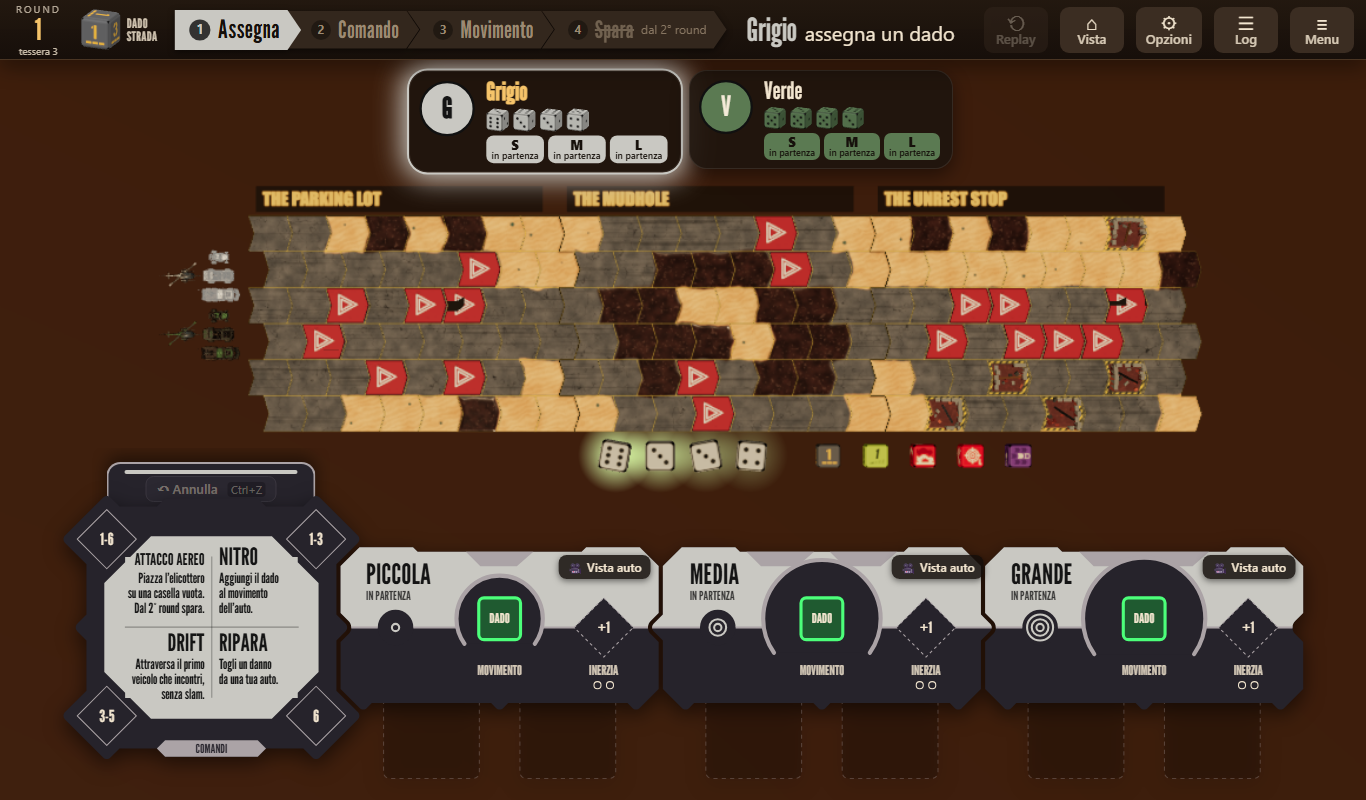 ROUND
1
tessera 3
1 3
DADO
STRADA
1 Assegna
2 Comando
3 Movimento
4 Spara dal 2° round
Grigio assegna un dado
Replay
Vista
Opzioni
Log
Menu
G
Grigio
S
in partenza
M
in partenza
L
in partenza
V
Verde
S
in partenza
M
in partenza
L
in partenza
THE PARKING LOT
THE MUDHOLE
THE UNREST STOP
1
1
Annulla Ctrl+Z
1-6
1-3
ATTACCO AEREO
Piazza l'elicottero
su una casella vuota.
Dal 2° round spara.
NITRO
Aggiungi il dado
al movimento
dell'auto.
DRIFT
Attraversa il primo
veicolo che incontri,
senza slam.
RIPARA
Togli un danno
da una tua auto.
3-5
6
COMANDI
PICCOLA
IN PARTENZA
Vista auto
DADO
+1
MOVIMENTO
INERZIA
MEDIA
IN PARTENZA
Vista auto
DADO
+1
MOVIMENTO
INERZIA
GRANDE
IN PARTENZA
Vista auto
DADO
+1
MOVIMENTO
INERZIA